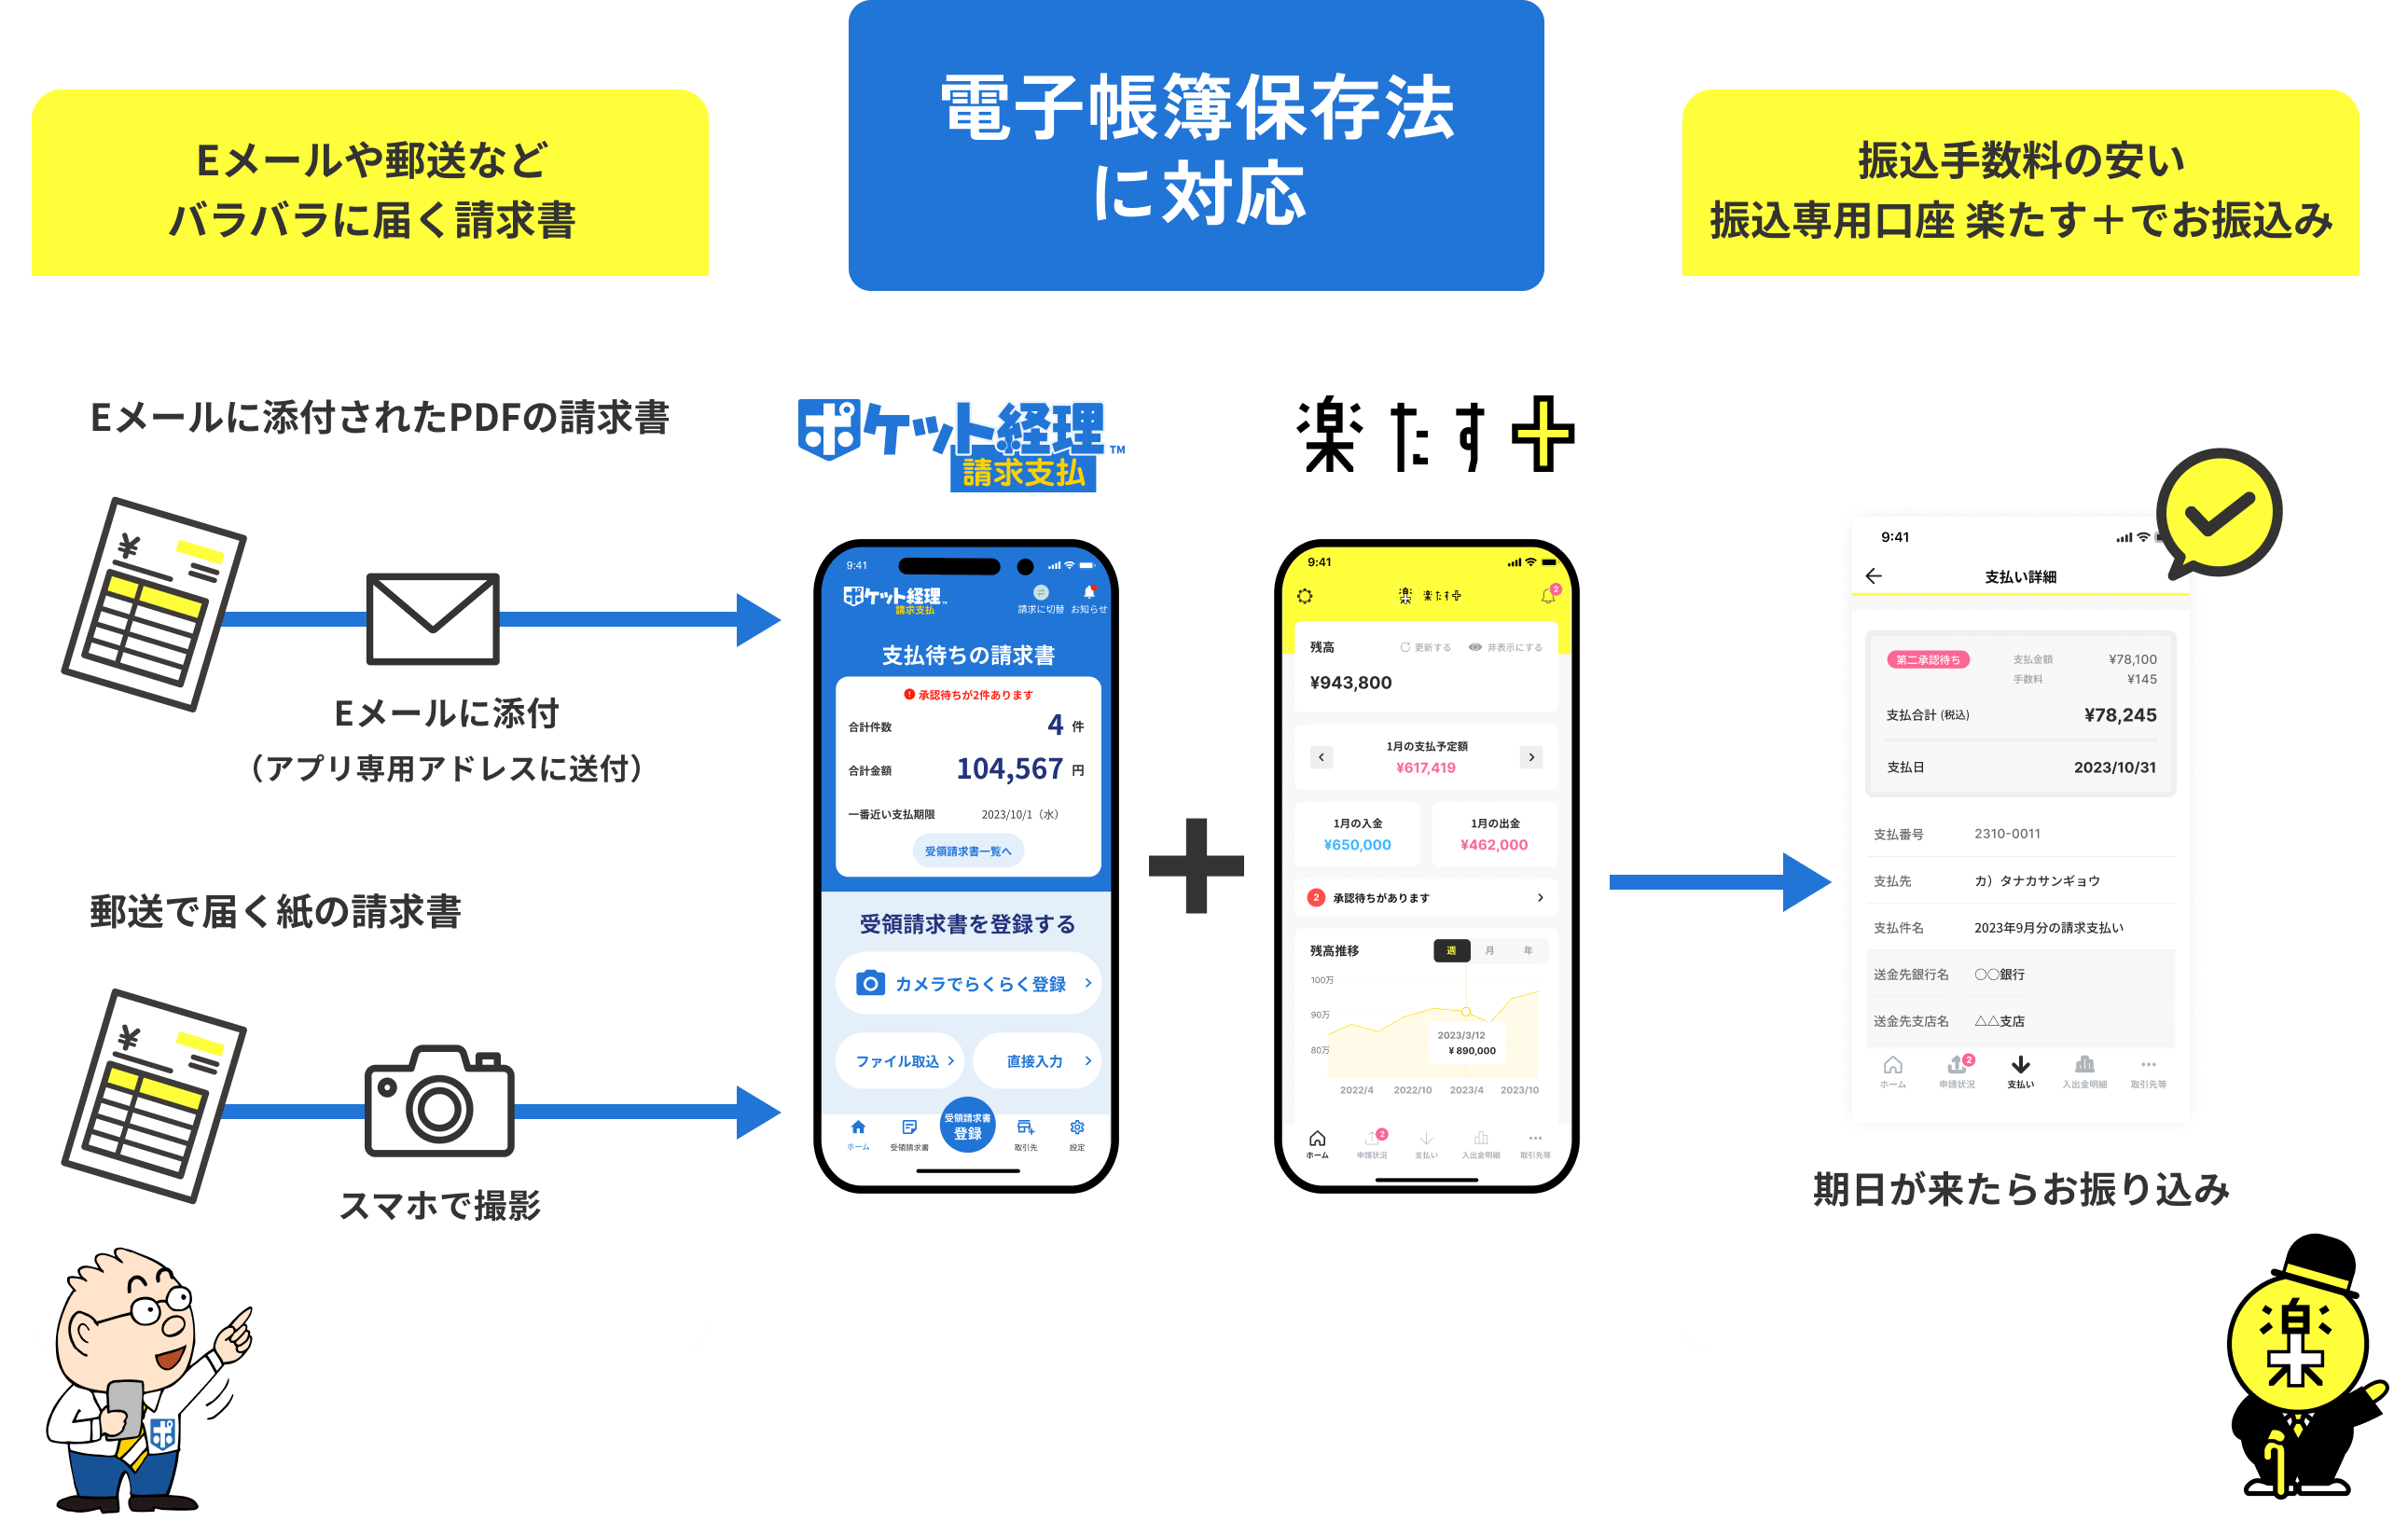 Eメールや郵送など
バラバラに届く請求書
電子帳簿保存法
に対応
振込手数料の安い
振込専用口座 楽たす＋でお振込み
Eメールに添付されたPDFの請求書
¥
Eメールに添付
（アプリ専用アドレスに送付）
郵送で届く紙の請求書
¥
スマホで撮影
ポケット経理™
請求支払
9:41
ポケット経理™
請求支払
請求に切替
お知らせ
支払待ちの請求書
承認待ちが2件あります
合計件数 4 件
合計金額 104,567 円
一番近い支払期限 2023/10/1（水）
受領請求書一覧へ
受領請求書を登録する
カメラでらくらく登録
ファイル取込
直接入力
ホーム
受領請求書
受領請求書
登録
取引先
設定
楽たす＋
9:41
楽 楽たす＋
2
残高
更新する
非表示にする
¥943,800
1月の支払予定額
¥617,419
1月の入金
¥650,000
1月の出金
¥462,000
2 承認待ちがあります
残高推移
週 月 年
100万
90万
80万
2023/3/12
¥ 890,000
2022/4 2022/10 2023/4 2023/10
ホーム
2
申請状況
支払い
入出金明細
取引先等
9:41
支払い詳細
第二承認待ち
支払金額 ¥78,100
手数料 ¥145
支払合計 (税込) ¥78,245
支払日 2023/10/31
支払番号 2310-0011
支払先 カ）タナカサンギョウ
支払件名 2023年9月分の請求支払い
送金先銀行名 〇〇銀行
送金先支店名 △△支店
ホーム
2
申請状況
支払い
入出金明細
取引先等
期日が来たらお振り込み
ポ
楽